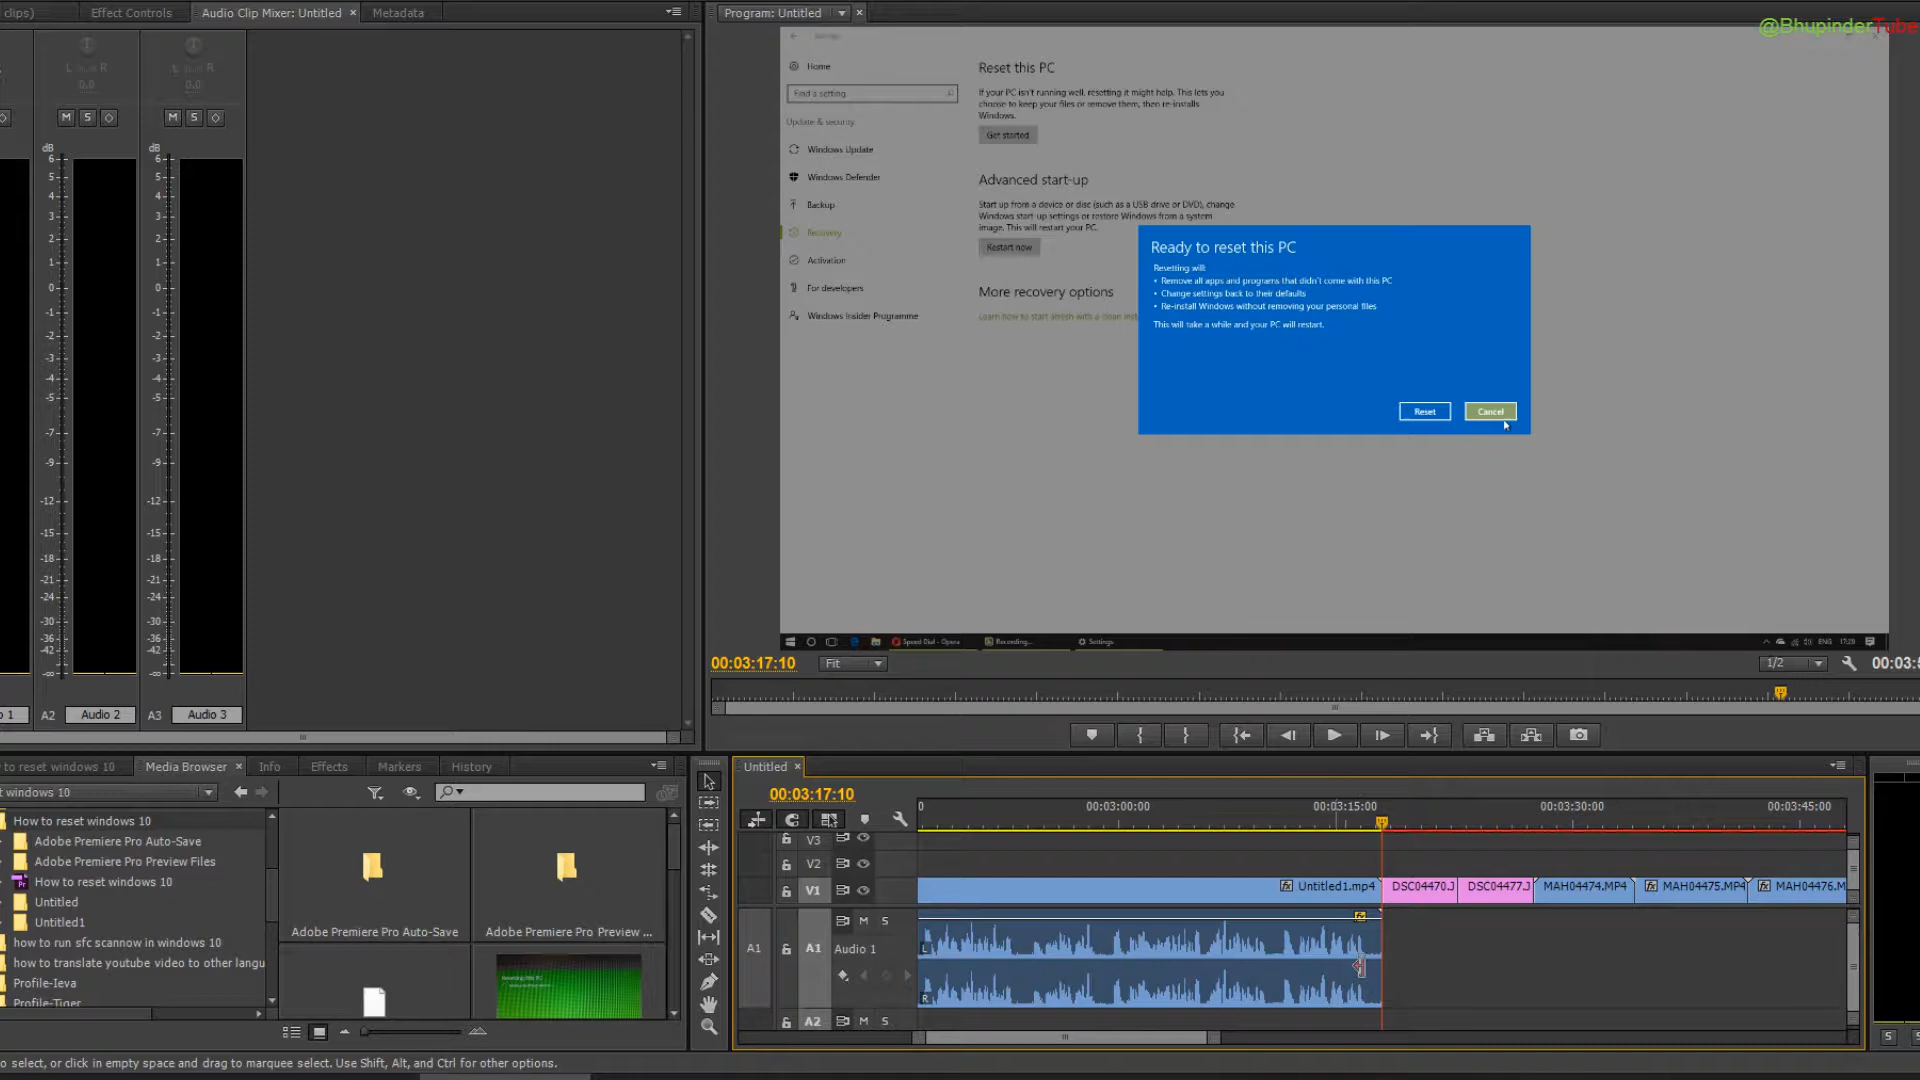 clips)
Effect Controls
Audio Clip Mixer: Untitled
Metadata
Program: Untitled
@BhupinderTube
L R
0.0
L R
0.0
M S
M S
dB
6
5
4
3
2
1
0
-1
-2
-3
-4
-5
-7
-9
-12
-15
-18
-21
-24
-30
-36
-42
-∞
dB
6
5
4
3
2
1
0
-1
-2
-3
-4
-5
-7
-9
-12
-15
-18
-21
-24
-30
-36
-42
-∞
o 1
A2 Audio 2
A3 Audio 3
Settings
Home
Find a setting
Update & security
Windows Update
Windows Defender
Backup
Recovery
Activation
For developers
Windows Insider Programme
Reset this PC
If your PC isn't running well, resetting it might help. This lets you
choose to keep your files or remove them, then re-installs
Windows.
Get started
Advanced start-up
Start up from a device or disc (such as a USB drive or DVD), change
Windows start-up settings or restore Windows from a system
image. This will restart your PC.
Restart now
More recovery options
Learn how to start afresh with a clean
Ready to reset this PC
Resetting will:
• Remove all apps and programs that didn't come with this PC
• Change settings back to their defaults
• Re-install Windows without removing your personal files
This will take a while and your PC will restart.
Reset
Cancel
Speed Dial - Opera
Recording...
Settings
ENG
17:29
00:03:17:10
Fit
1/2
00:03:5
to reset windows 10
Media Browser
Info
Effects
Markers
History
windows 10
How to reset windows 10
Adobe Premiere Pro Auto-Save
Adobe Premiere Pro Preview Files
How to reset windows 10
Untitled
Untitled1
how to run sfc scannow in windows 10
how to translate youtube video to other langu
Profile-Ieva
Profile-Tiger
Adobe Premiere Pro Auto-Save
Adobe Premiere Pro Preview ...
Resetting this PC
Untitled
00:03:17:10
0
00:03:00:00
00:03:15:00
00:03:30:00
00:03:45:00
V3
V2
V1
Untitled1.mp4
DSC04470.J
DSC04477.J
MAH04474.MP4
MAH04475.MP4
MAH04476.M
M S
A1 A1 Audio 1
L
R
A2 M S
S S
o select, or click in empty space and drag to marquee select. Use Shift, Alt, and Ctrl for other options.